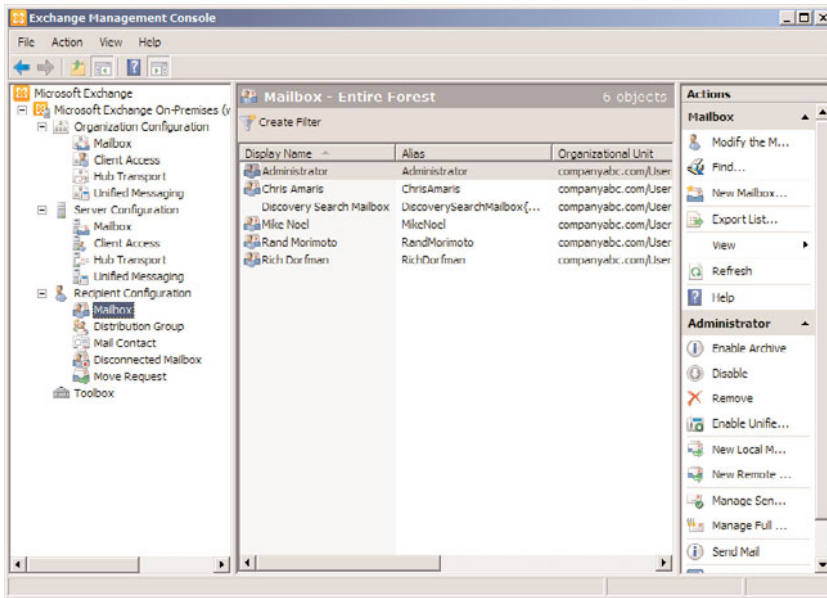 Exchange Management Console
File Action View Help
Microsoft Exchange
Microsoft Exchange On-Premises (w
Organization Configuration
Mailbox
Client Access
Hub Transport
Unified Messaging
Server Configuration
Mailbox
Client Access
Hub Transport
Unified Messaging
Recipient Configuration
Mailbox
Distribution Group
Mail Contact
Disconnected Mailbox
Move Request
Toolbox
Mailbox - Entire Forest 6 objects
Create Filter
Display Name Alias Organizational Unit
Administrator Administrator companyabc.com/User
Chris Amaris ChrisAmaris companyabc.com/User
Discovery Search Mailbox DiscoverySearchMailbox{... companyabc.com/User
Mike Noel MikeNoel companyabc.com/User
Rand Morimoto RandMorimoto companyabc.com/User
Rich Dorfman RichDorfman companyabc.com/User
Actions
Mailbox
Modify the M...
Find...
New Mailbox...
Export List...
View
Refresh
Help
Administrator
Enable Archive
Disable
Remove
Enable Unifie...
New Local M...
New Remote ...
Manage Sen...
Manage Full ...
Send Mail